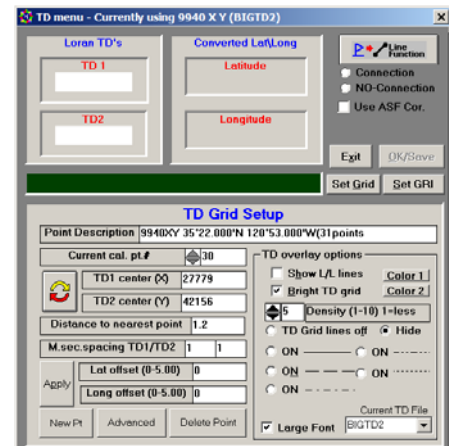 TD menu - Currently using 9940 X Y (BIGTD2)
Loran TD's
Converted Lat\Long
TD 1
Latitude
TD2
Longitude
P Line Function
Connection
NO-Connection
Use ASF Cor.
Exit
OK/Save
Set Grid
Set GRI
TD Grid Setup
Point Description 9940XY 35°22.000'N 120°53.000'W(31points
Current cal. pt.# 30
TD1 center (X) 27779
TD2 center (Y) 42156
Distance to nearest point 1.2
M.sec.spacing TD1/TD2 1 1
Apply
Lat offset (0-5.00) 0
Long offset (0-5.00) 0
New Pt
Advanced
Delete Point
TD overlay options
Show L/L lines
Color 1
Bright TD grid
Color 2
5 Density (1-10) 1=less
TD Grid lines off
Hide
ON
ON
ON
ON
ON
Current TD File
Large Font
BIGTD2